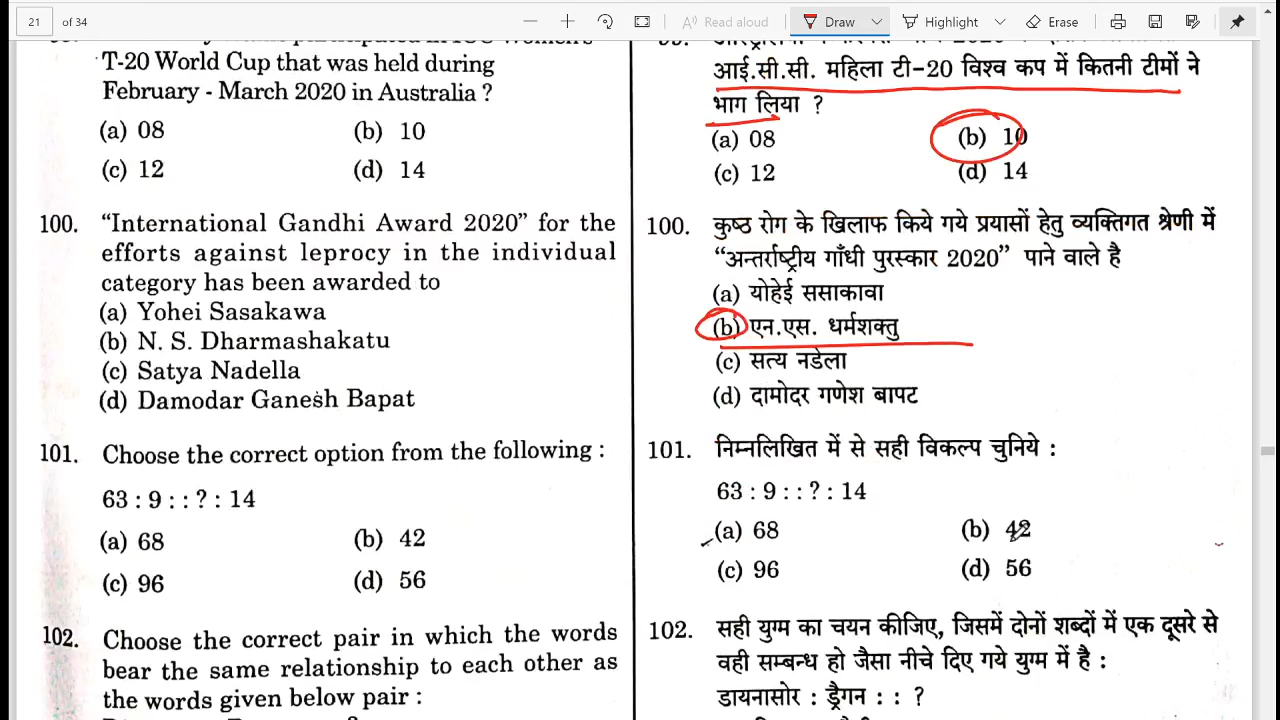 21 of 34
Read aloud
Draw
Highlight
Erase
T-20 World Cup that was held during
February - March 2020 in Australia ?
(a) 08 (b) 10
(c) 12 (d) 14
100. “International Gandhi Award 2020” for the
efforts against leprocy in the individual
category has been awarded to
(a) Yohei Sasakawa
(b) N. S. Dharmashakatu
(c) Satya Nadella
(d) Damodar Ganesh Bapat
101. Choose the correct option from the following :
63 : 9 : : ? : 14
(a) 68 (b) 42
(c) 96 (d) 56
102. Choose the correct pair in which the words
bear the same relationship to each other as
the words given below pair :
आई.सी.सी. महिला टी-20 विश्व कप में कितनी टीमों ने
भाग लिया ?
(a) 08 (b) 10
(c) 12 (d) 14
100. कुष्ठ रोग के खिलाफ किये गये प्रयासों हेतु व्यक्तिगत श्रेणी में
“अन्तर्राष्ट्रीय गाँधी पुरस्कार 2020” पाने वाले है
(a) योहेई ससाकावा
(b) एन.एस. धर्मशक्तु
(c) सत्य नडेला
(d) दामोदर गणेश बापट
101. निम्नलिखित में से सही विकल्प चुनिये :
63 : 9 : : ? : 14
(a) 68 (b) 42
(c) 96 (d) 56
102. सही युग्म का चयन कीजिए, जिसमें दोनों शब्दों में एक दूसरे से
वही सम्बन्ध हो जैसा नीचे दिए गये युग्म में है :
डायनासोर : ड्रैगन : : ?